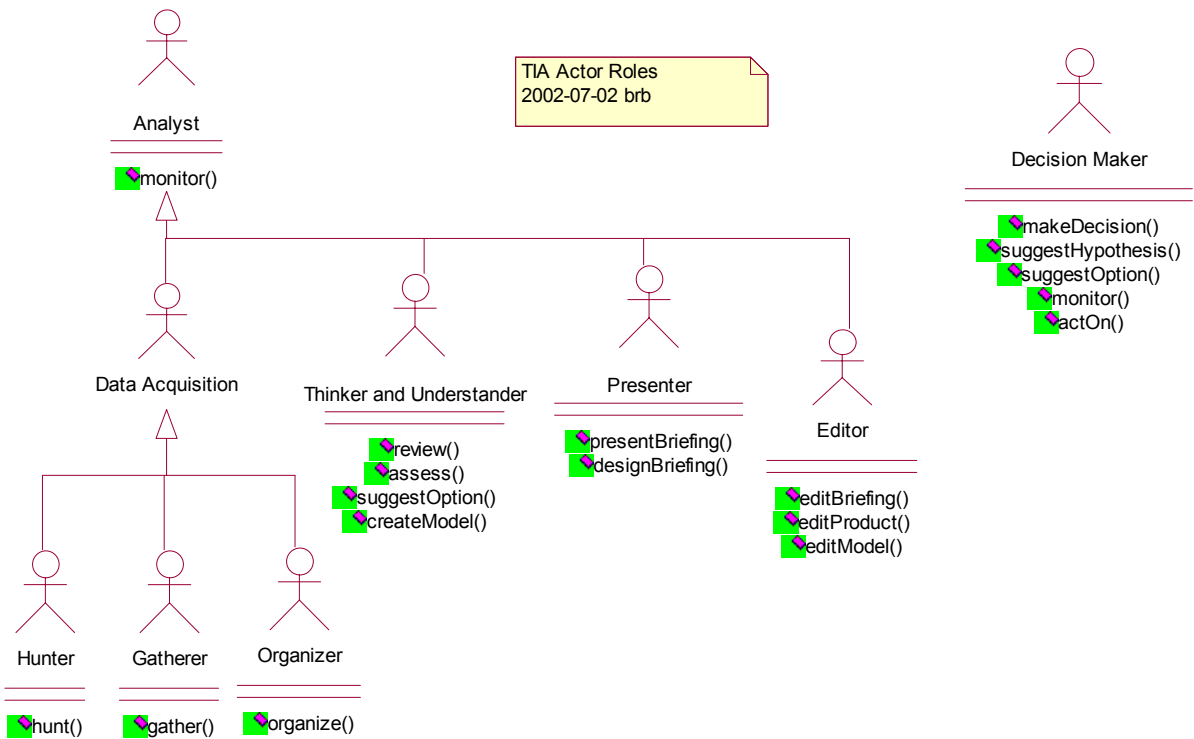 TIA Actor Roles
2002-07-02 brb
Analyst
monitor()
Decision Maker
makeDecision()
suggestHypothesis()
suggestOption()
monitor()
actOn()
Data Acquisition
Thinker and Understander
review()
assess()
suggestOption()
createModel()
Presenter
presentBriefing()
designBriefing()
Editor
editBriefing()
editProduct()
editModel()
Hunter
hunt()
Gatherer
gather()
Organizer
organize()